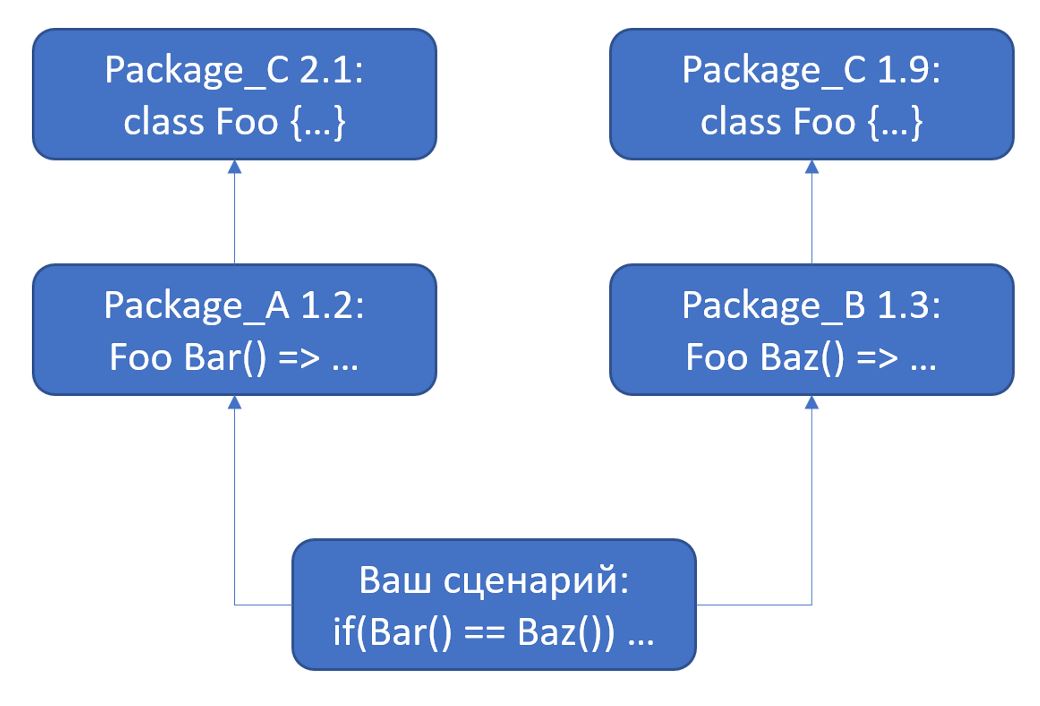 Package_C 2.1:
class Foo {…}
Package_C 1.9:
class Foo {…}
Package_A 1.2:
Foo Bar() => …
Package_B 1.3:
Foo Baz() => …
Ваш сценарий:
if(Bar() == Baz()) …